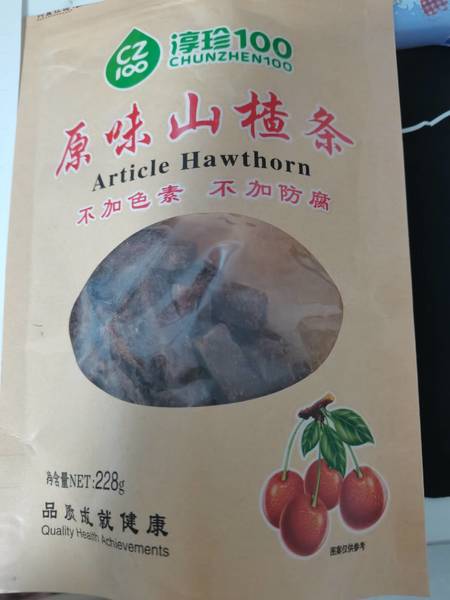 CZ
100
淳珍100
CHUNZHEN100
原味山楂条
Article Hawthorn
不加色素 不加防腐
净含量NET:228g
品质成就健康
Quality Health Achievements
图案仅供参考